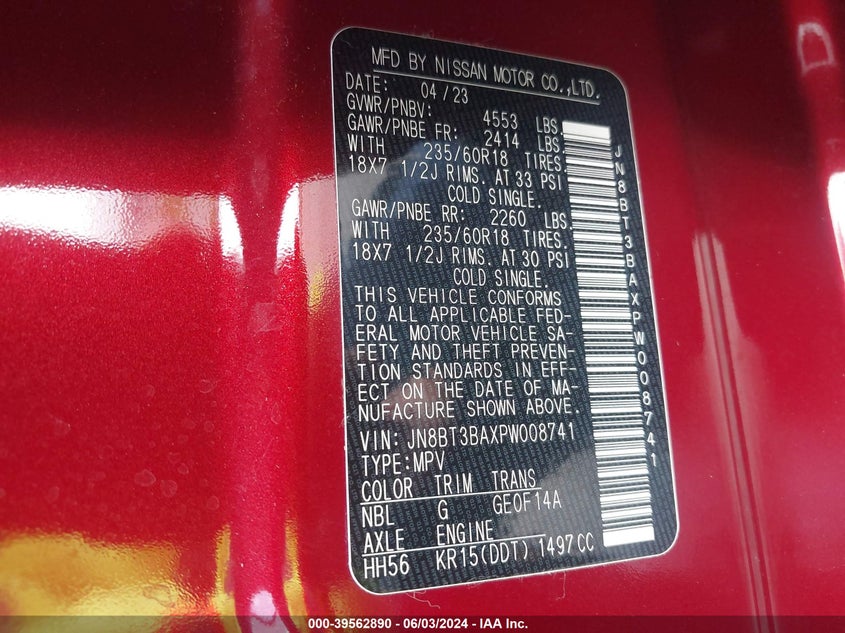 MFD BY NISSAN MOTOR CO.,LTD.
DATE: 04/23
GVWR/PNBV: 4553 LBS.
GAWR/PNBE FR: 2414 LBS.
WITH 235/60R18 TIRES.
18X7 1/2J RIMS. AT 33 PSI
COLD SINGLE.
GAWR/PNBE RR: 2260 LBS.
WITH 235/60R18 TIRES.
18X7 1/2J RIMS. AT 30 PSI
COLD SINGLE.
THIS VEHICLE CONFORMS
TO ALL APPLICABLE FED-
ERAL MOTOR VEHICLE SA-
FETY AND THEFT PREVEN-
TION STANDARDS IN EFF-
ECT ON THE DATE OF MA-
NUFACTURE SHOWN ABOVE.
VIN: JN8BT3BAXPW008741
TYPE:MPV
COLOR TRIM TRANS
NBL G GE0F14A
AXLE ENGINE
HH56 KR15(DDT) 1497CC
JN8BT3BAXPW008741
000-39562890 - 06/03/2024 - IAA Inc.